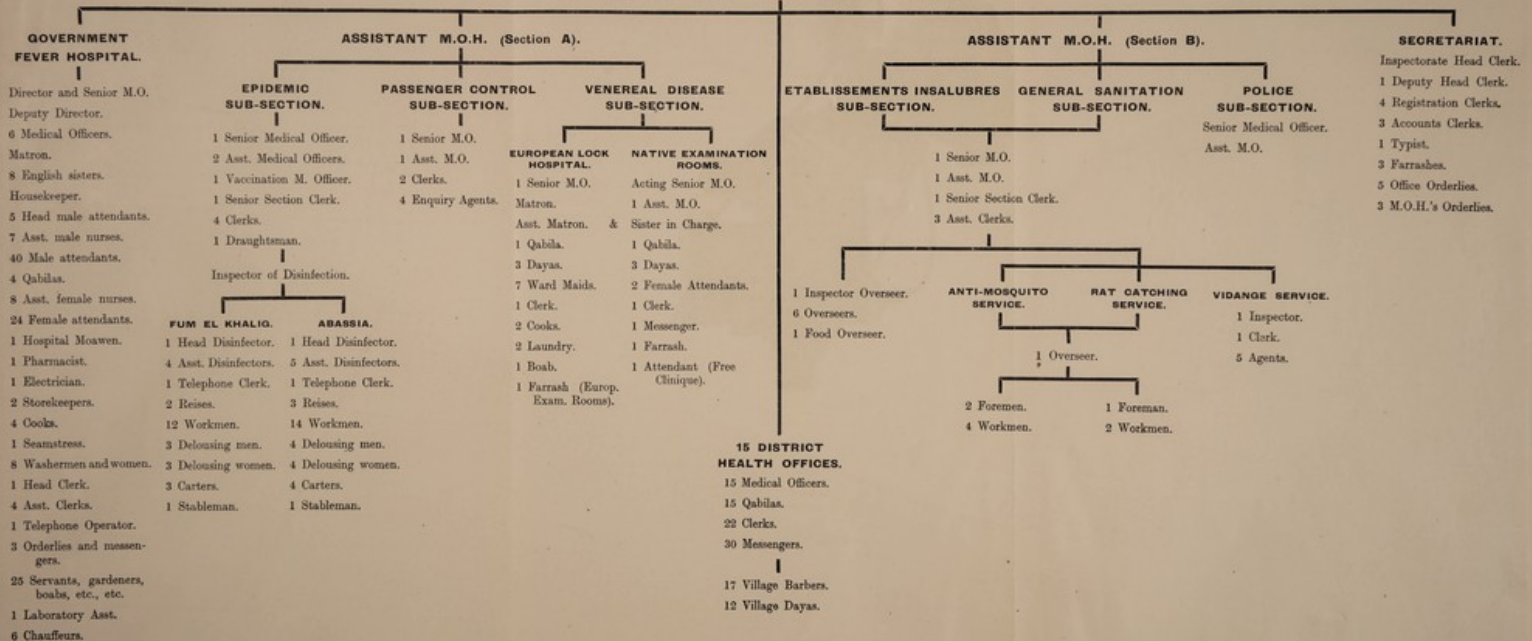 GOVERNMENT
FEVER HOSPITAL.
Director and Senior M.O.
Deputy Director.
6 Medical Officers.
Matron.
8 English sisters.
Housekeeper.
5 Head male attendants.
7 Asst. male nurses.
40 Male attendants.
4 Qabilas.
8 Asst. female nurses.
24 Female attendants.
1 Hospital Moawen.
1 Pharmacist.
1 Electrician.
2 Storekeepers.
4 Cooks.
1 Seamstress.
8 Washermen and women.
1 Head Clerk.
4 Asst. Clerks.
1 Telephone Operator.
3 Orderlies and messen-
gers.
25 Servants, gardeners,
boabs, etc., etc.
1 Laboratory Asst.
6 Chauffeurs.
ASSISTANT M.O.H. (Section A).
EPIDEMIC
SUB-SECTION.
1 Senior Medical Officer.
2 Asst. Medical Officers.
1 Vaccination M. Officer.
1 Senior Section Clerk.
4 Clerks.
1 Draughtsman.
Inspector of Disinfection.
FUM EL KHALIG.
1 Head Disinfector.
4 Asst. Disinfectors.
1 Telephone Clerk.
2 Reises.
12 Workmen.
3 Delousing men.
3 Delousing women.
3 Carters.
1 Stableman.
ABASSIA.
1 Head Disinfector.
5 Asst. Disinfectors.
1 Telephone Clerk.
3 Reises.
14 Workmen.
4 Delousing men.
4 Delousing women.
4 Carters.
1 Stableman.
PASSENGER CONTROL
SUB-SECTION.
1 Senior M.O.
1 Asst. M.O.
2 Clerks.
4 Enquiry Agents.
VENEREAL DISEASE
SUB-SECTION.
EUROPEAN LOCK
HOSPITAL.
1 Senior M.O.
Matron.
Asst. Matron. &
1 Qabila.
3 Dayas.
7 Ward Maids.
1 Clerk.
2 Cooks.
2 Laundry.
1 Boab.
1 Farrash (Europ.
Exam. Rooms).
NATIVE EXAMINATION
ROOMS.
Acting Senior M.O.
1 Asst. M.O.
Sister in Charge.
1 Qabila.
3 Dayas.
2 Female Attendants.
1 Clerk.
1 Messenger.
1 Farrash.
1 Attendant (Free
Clinique).
15 DISTRICT
HEALTH OFFICES.
15 Medical Officers.
15 Qabilas.
22 Clerks.
30 Messengers.
17 Village Barbers.
12 Village Dayas.
ASSISTANT M.O.H. (Section B).
ETABLISSEMENTS INSALUBRES
SUB-SECTION.
GENERAL SANITATION
SUB-SECTION.
1 Senior M.O.
1 Asst. M.O.
1 Senior Section Clerk.
3 Asst. Clerks.
1 Inspector Overseer.
6 Overseers.
1 Food Overseer.
ANTI-MOSQUITO
SERVICE.
RAT CATCHING
SERVICE.
1 Overseer.
2 Foremen.
4 Workmen.
1 Foreman.
2 Workmen.
VIDANGE SERVICE.
1 Inspector.
1 Clerk.
5 Agents.
POLICE
SUB-SECTION.
Senior Medical Officer.
Asst. M.O.
SECRETARIAT.
Inspectorate Head Clerk.
1 Deputy Head Clerk.
4 Registration Clerks.
3 Accounts Clerks.
1 Typist.
3 Farrashes.
5 Office Orderlies.
3 M.O.H.'s Orderlies.